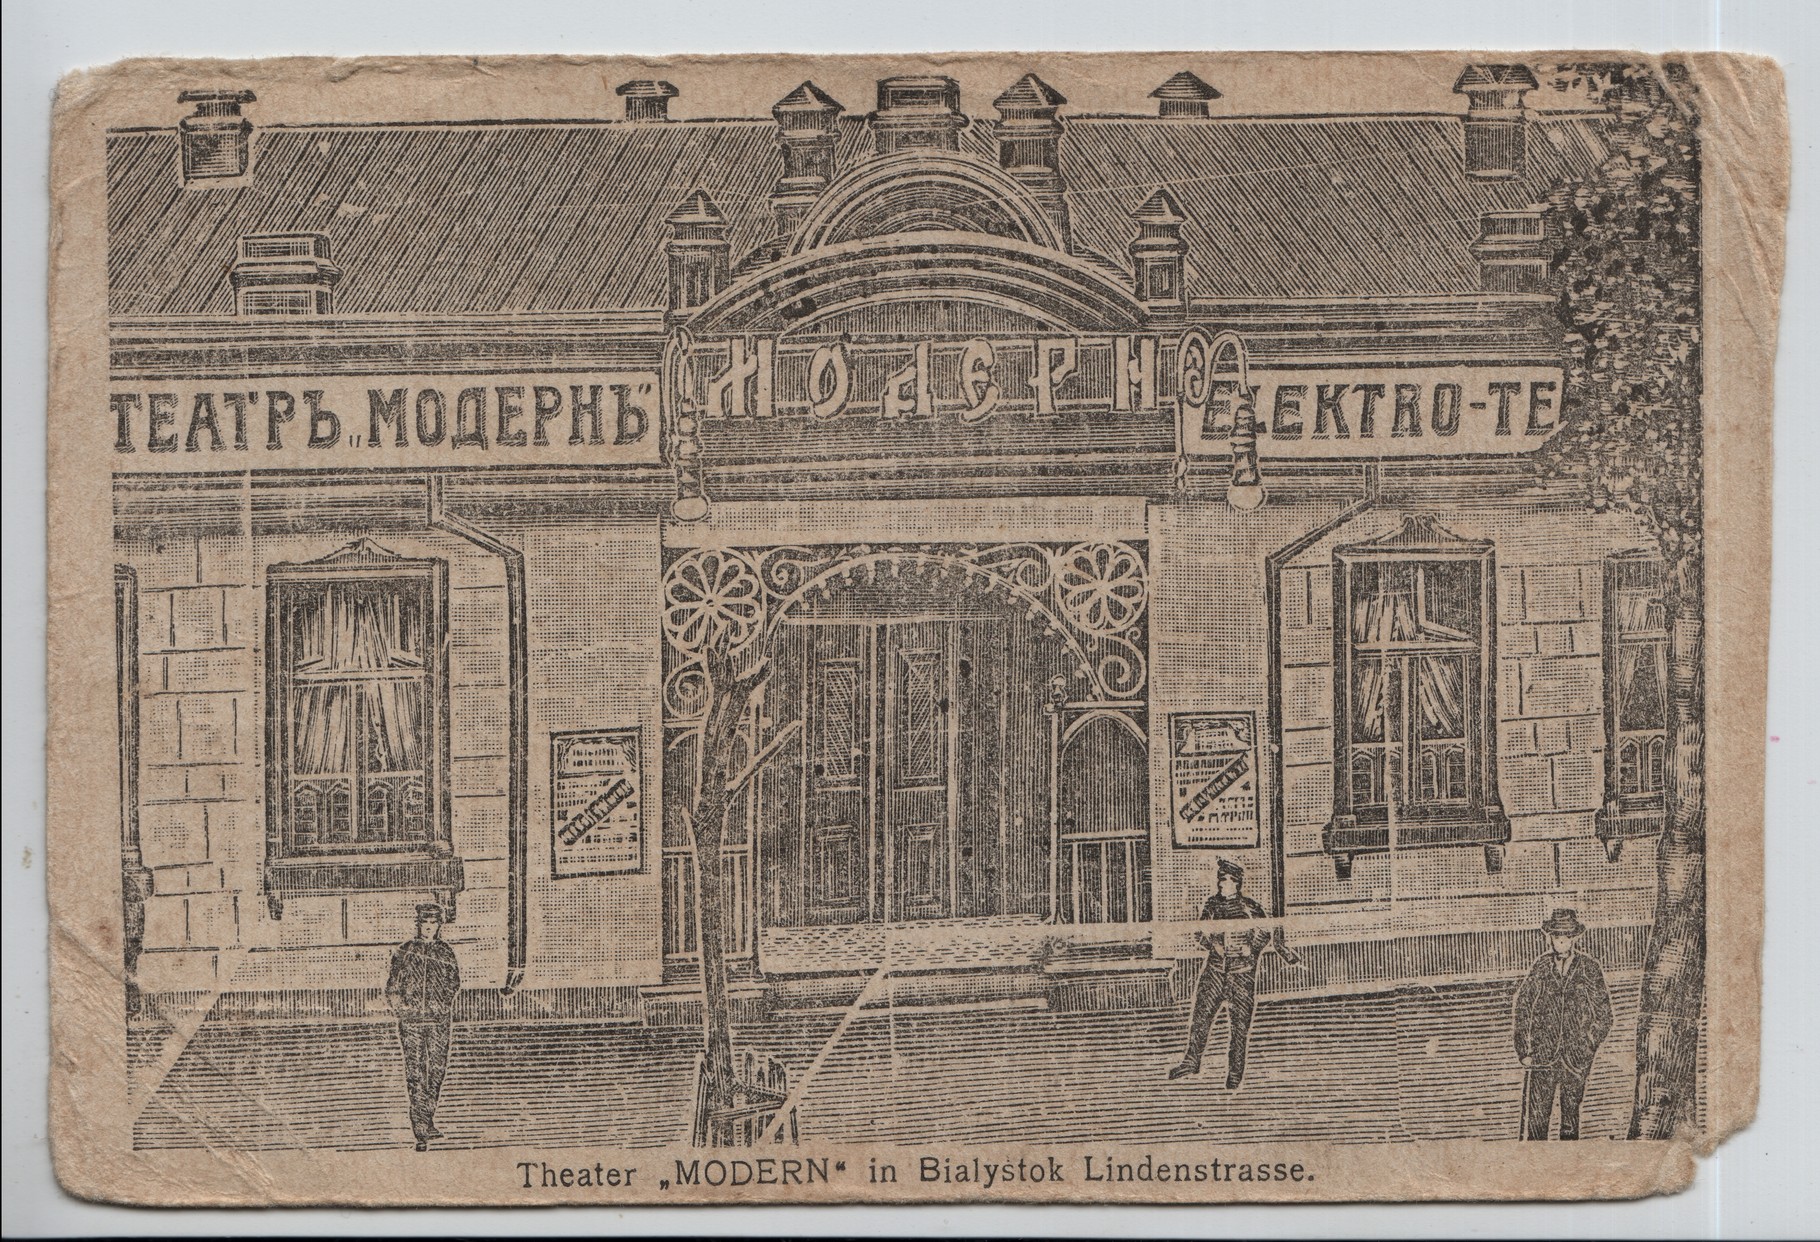 МОДЕРН
ТЕАТРЪ „МОДЕРНЪ"
ELEKTRO-TE
Theater „MODERN“ in Bialystok Lindenstrasse.